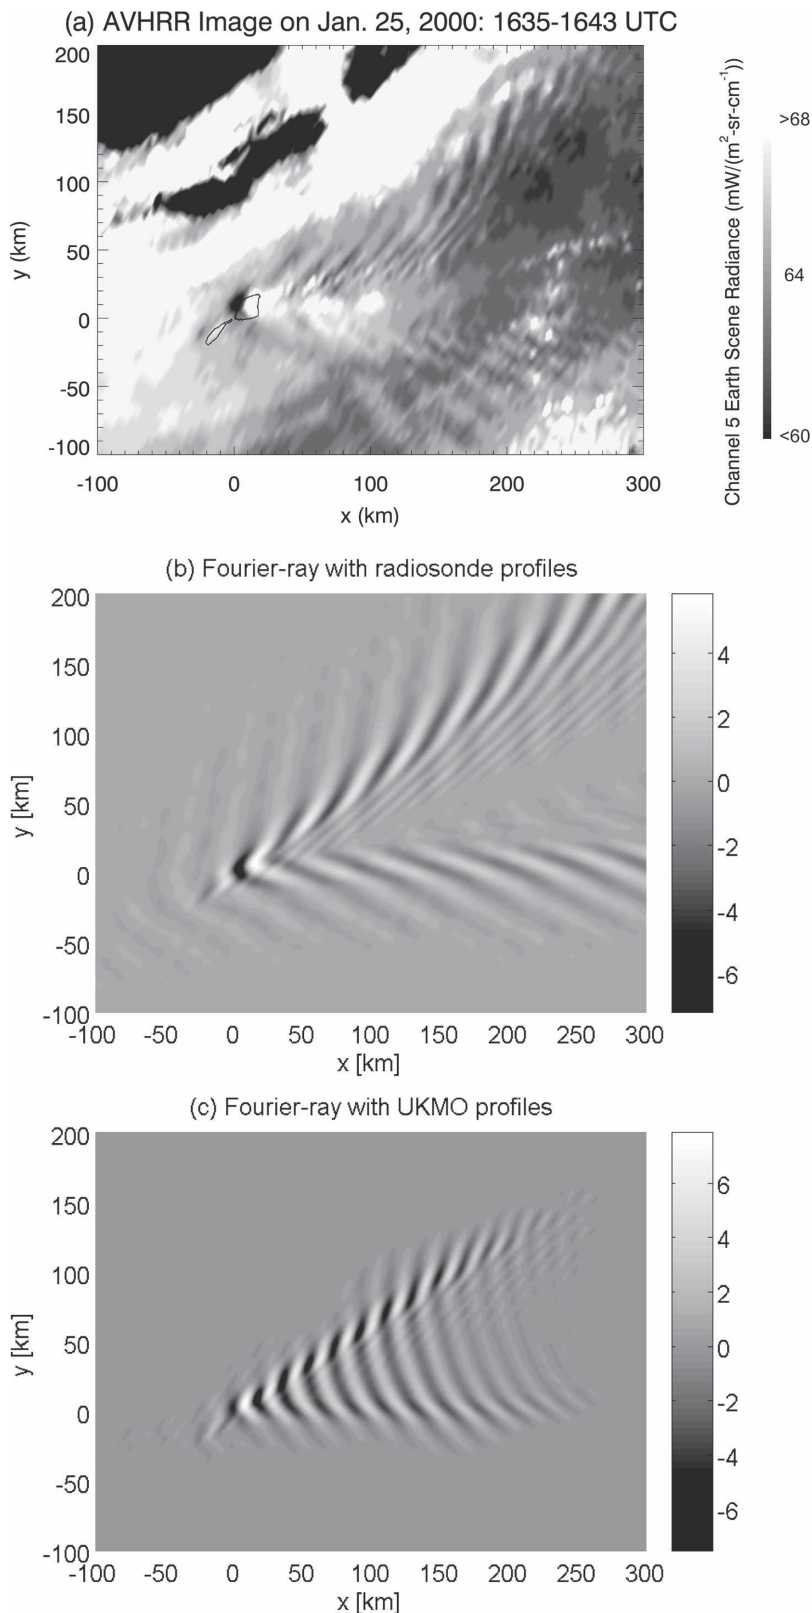 (a) AVHRR Image on Jan. 25, 2000: 1635-1643 UTC
200
150
100
50
0
-50
-100
y (km)
-100 0 100 200 300
x (km)
Channel 5 Earth Scene Radiance (mW/(m²-sr-cm⁻¹))
>68
64
<60
(b) Fourier-ray with radiosonde profiles
200
150
100
50
0
-50
-100
y [km]
-100 -50 0 50 100 150 200 250 300
x [km]
4
2
0
-2
-4
-6
(c) Fourier-ray with UKMO profiles
200
150
100
50
0
-50
-100
y [km]
-100 -50 0 50 100 150 200 250 300
x [km]
6
4
2
0
-2
-4
-6